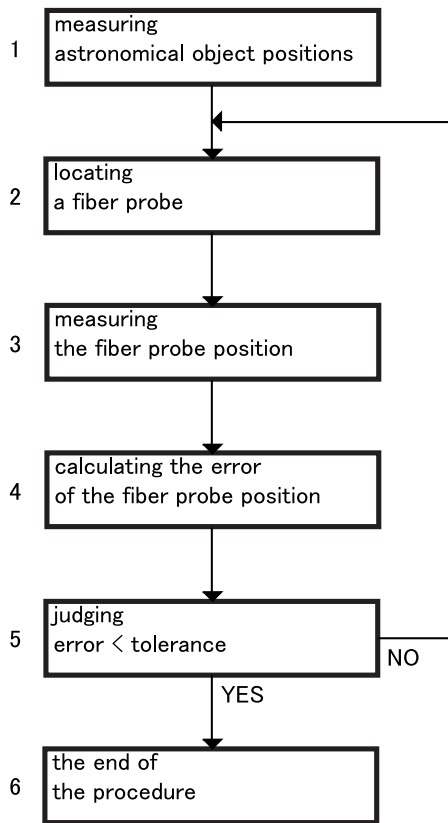 1
measuring
astronomical object positions
2
locating
a fiber probe
3
measuring
the fiber probe position
4
calculating the error
of the fiber probe position
5
judging
error < tolerance
NO
YES
6
the end of
the procedure